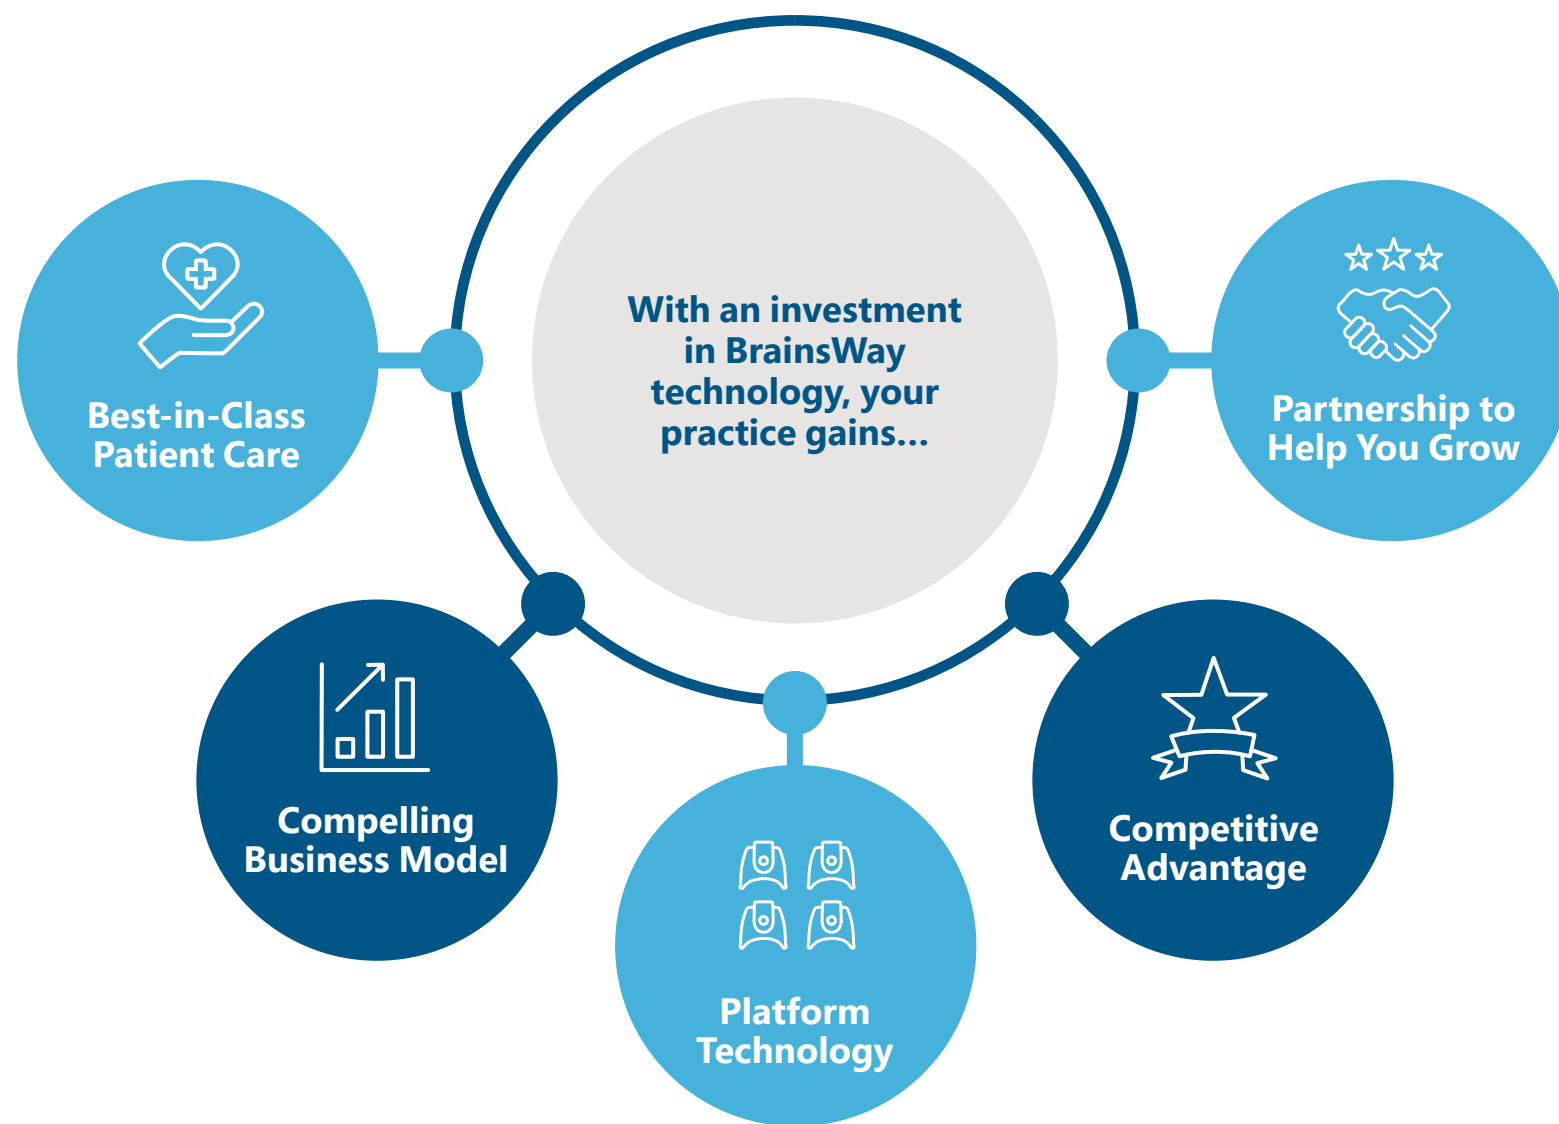 With an investment
in BrainsWay
technology, your
practice gains...
Best-in-Class
Patient Care
Compelling
Business Model
Platform
Technology
Competitive
Advantage
Partnership to
Help You Grow